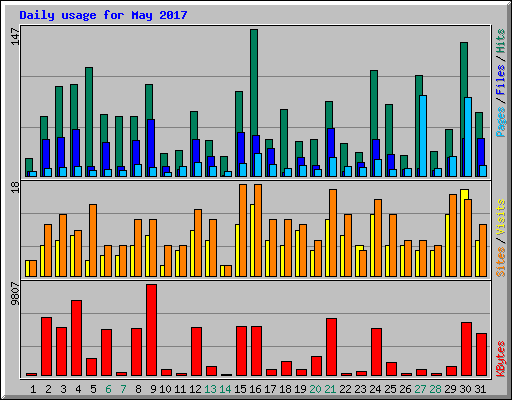 Daily usage for May 2017
147
Pages / Files / Hits
18
Sites / Visits
9807
KBytes
1 2 3 4 5 6 7 8 9 10 11 12 13 14 15 16 17 18 19 20 21 22 23 24 25 26 27 28 29 30 31